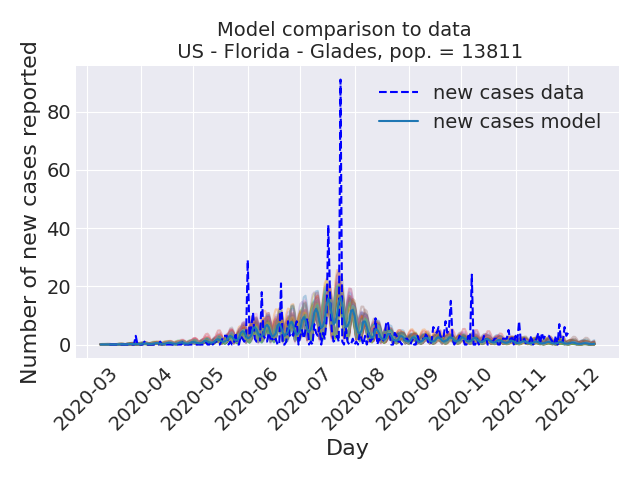 Model comparison to data
US - Florida - Glades, pop. = 13811
Number of new cases reported
80
60
40
20
0
new cases data
new cases model
2020-03
2020-04
2020-05
2020-06
2020-07
2020-08
2020-09
2020-10
2020-11
2020-12
Day